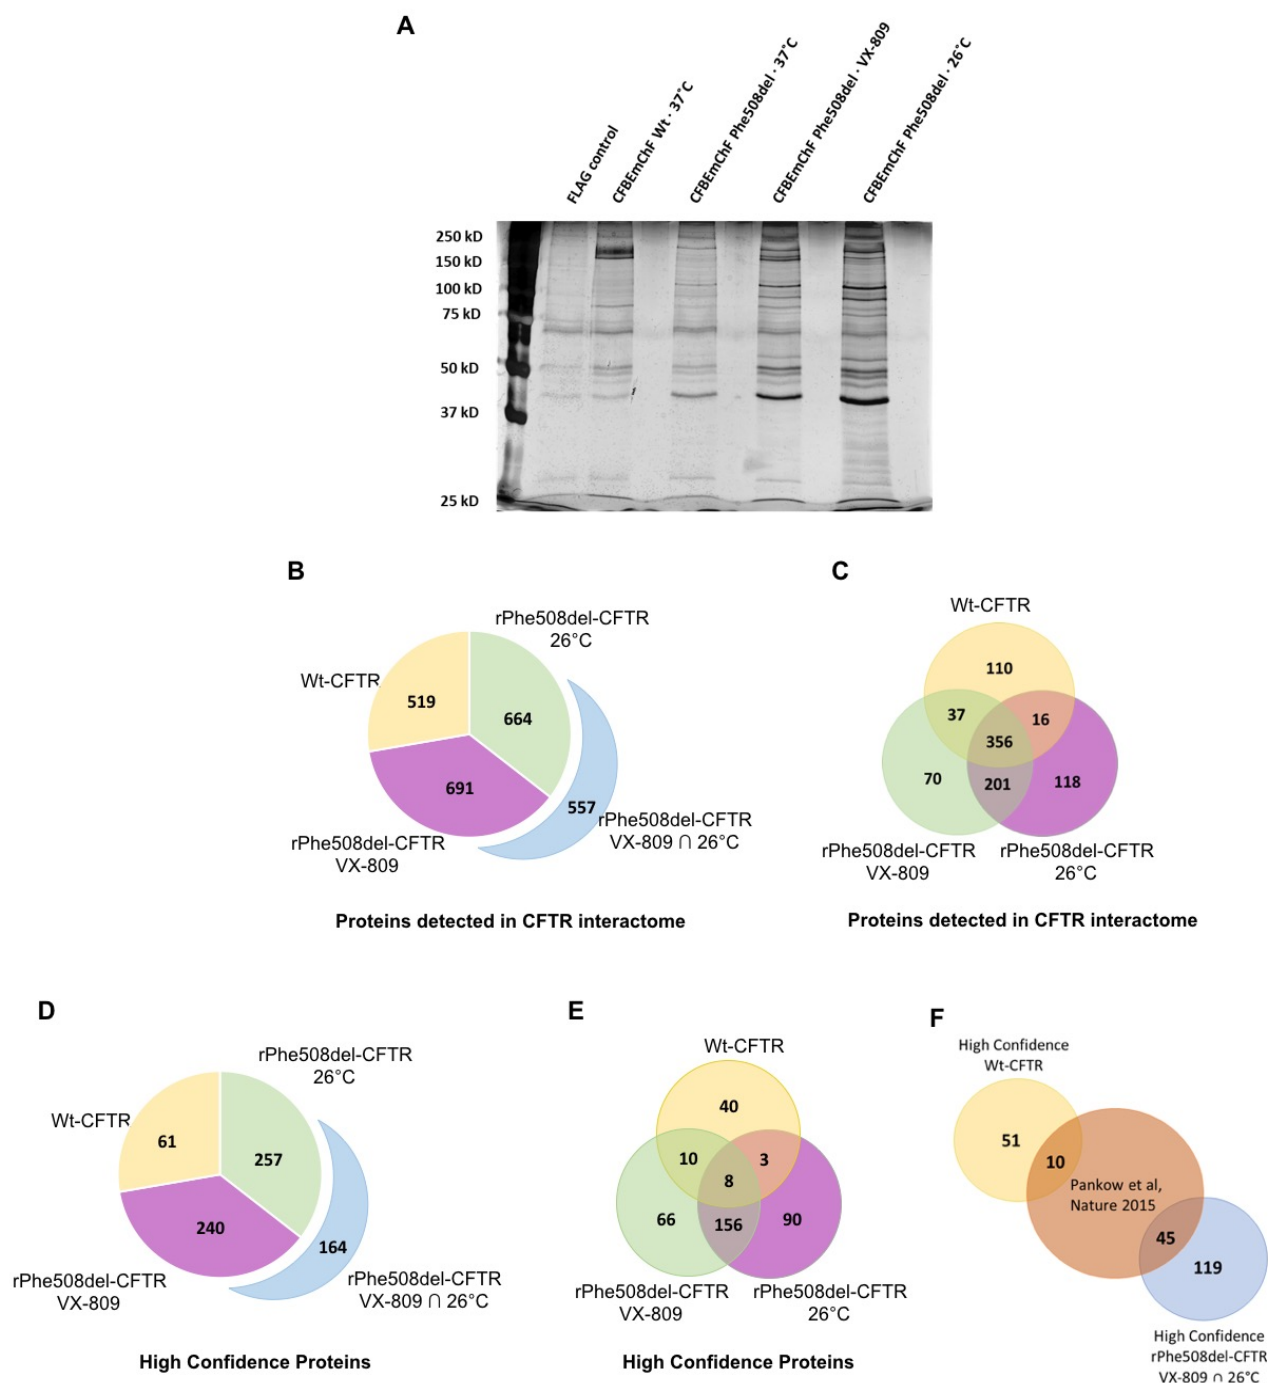 A
FLAG control
CFBEmChF Wt · 37°C
CFBEmChF Phe508del · 37°C
CFBEmChF Phe508del · VX-809
CFBEmChF Phe508del · 26°C
250 kD
150 kD
100 kD
75 kD
50 kD
37 kD
25 kD
B
rPhe508del-CFTR
26°C
Wt-CFTR
519
664
691
557
rPhe508del-CFTR
VX-809
rPhe508del-CFTR
VX-809 ∩ 26°C
Proteins detected in CFTR interactome
C
Wt-CFTR
110
37
16
356
70
201
118
rPhe508del-CFTR
VX-809
rPhe508del-CFTR
26°C
Proteins detected in CFTR interactome
D
rPhe508del-CFTR
26°C
Wt-CFTR
61
257
240
164
rPhe508del-CFTR
VX-809
rPhe508del-CFTR
VX-809 ∩ 26°C
High Confidence Proteins
E
Wt-CFTR
40
10
3
8
66
156
90
rPhe508del-CFTR
VX-809
rPhe508del-CFTR
26°C
High Confidence Proteins
F
High Confidence
Wt-CFTR
51
10
Pankow et al,
Nature 2015
45
119
High Confidence
rPhe508del-CFTR
VX-809 ∩ 26°C